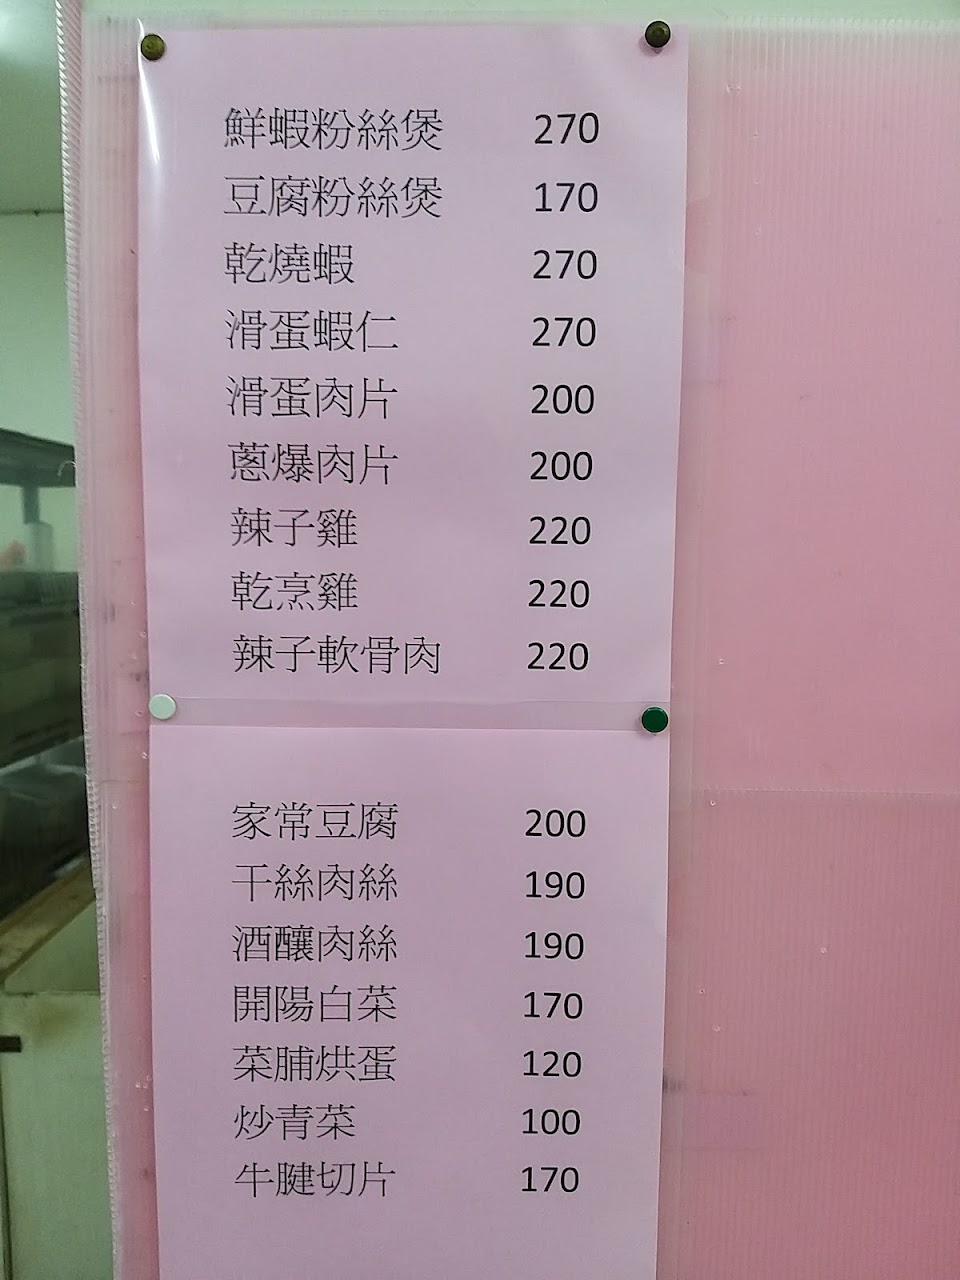 鮮蝦粉絲煲 270
豆腐粉絲煲 170
乾燒蝦 270
滑蛋蝦仁 270
滑蛋肉片 200
蔥爆肉片 200
辣子雞 220
乾烹雞 220
辣子軟骨肉 220
家常豆腐 200
干絲肉絲 190
酒釀肉絲 190
開陽白菜 170
菜脯烘蛋 120
炒青菜 100
牛腱切片 170